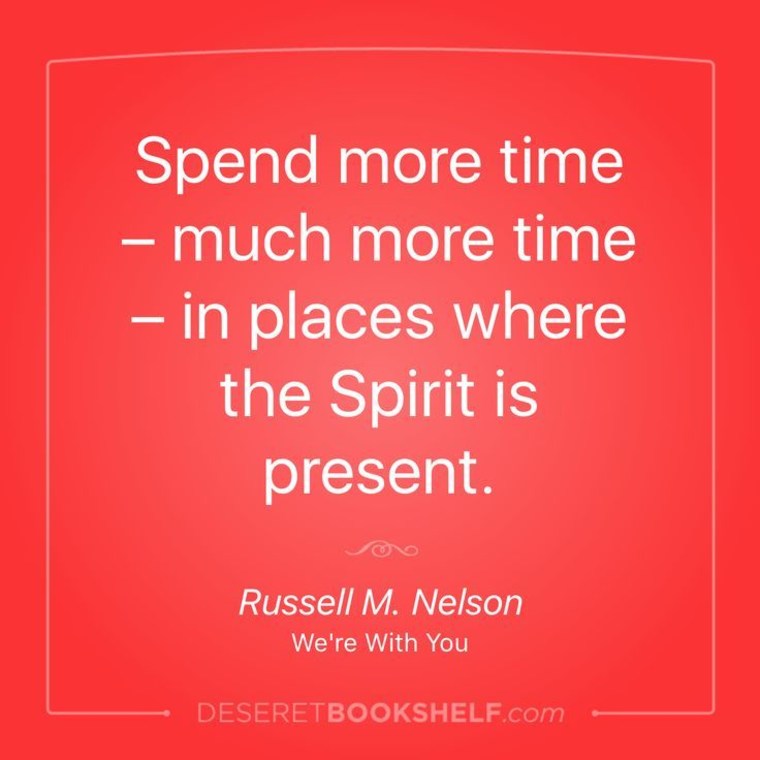 Spend more time
– much more time
– in places where
the Spirit is
present.
Russell M. Nelson
We're With You
DESERETBOOKSHELF.com